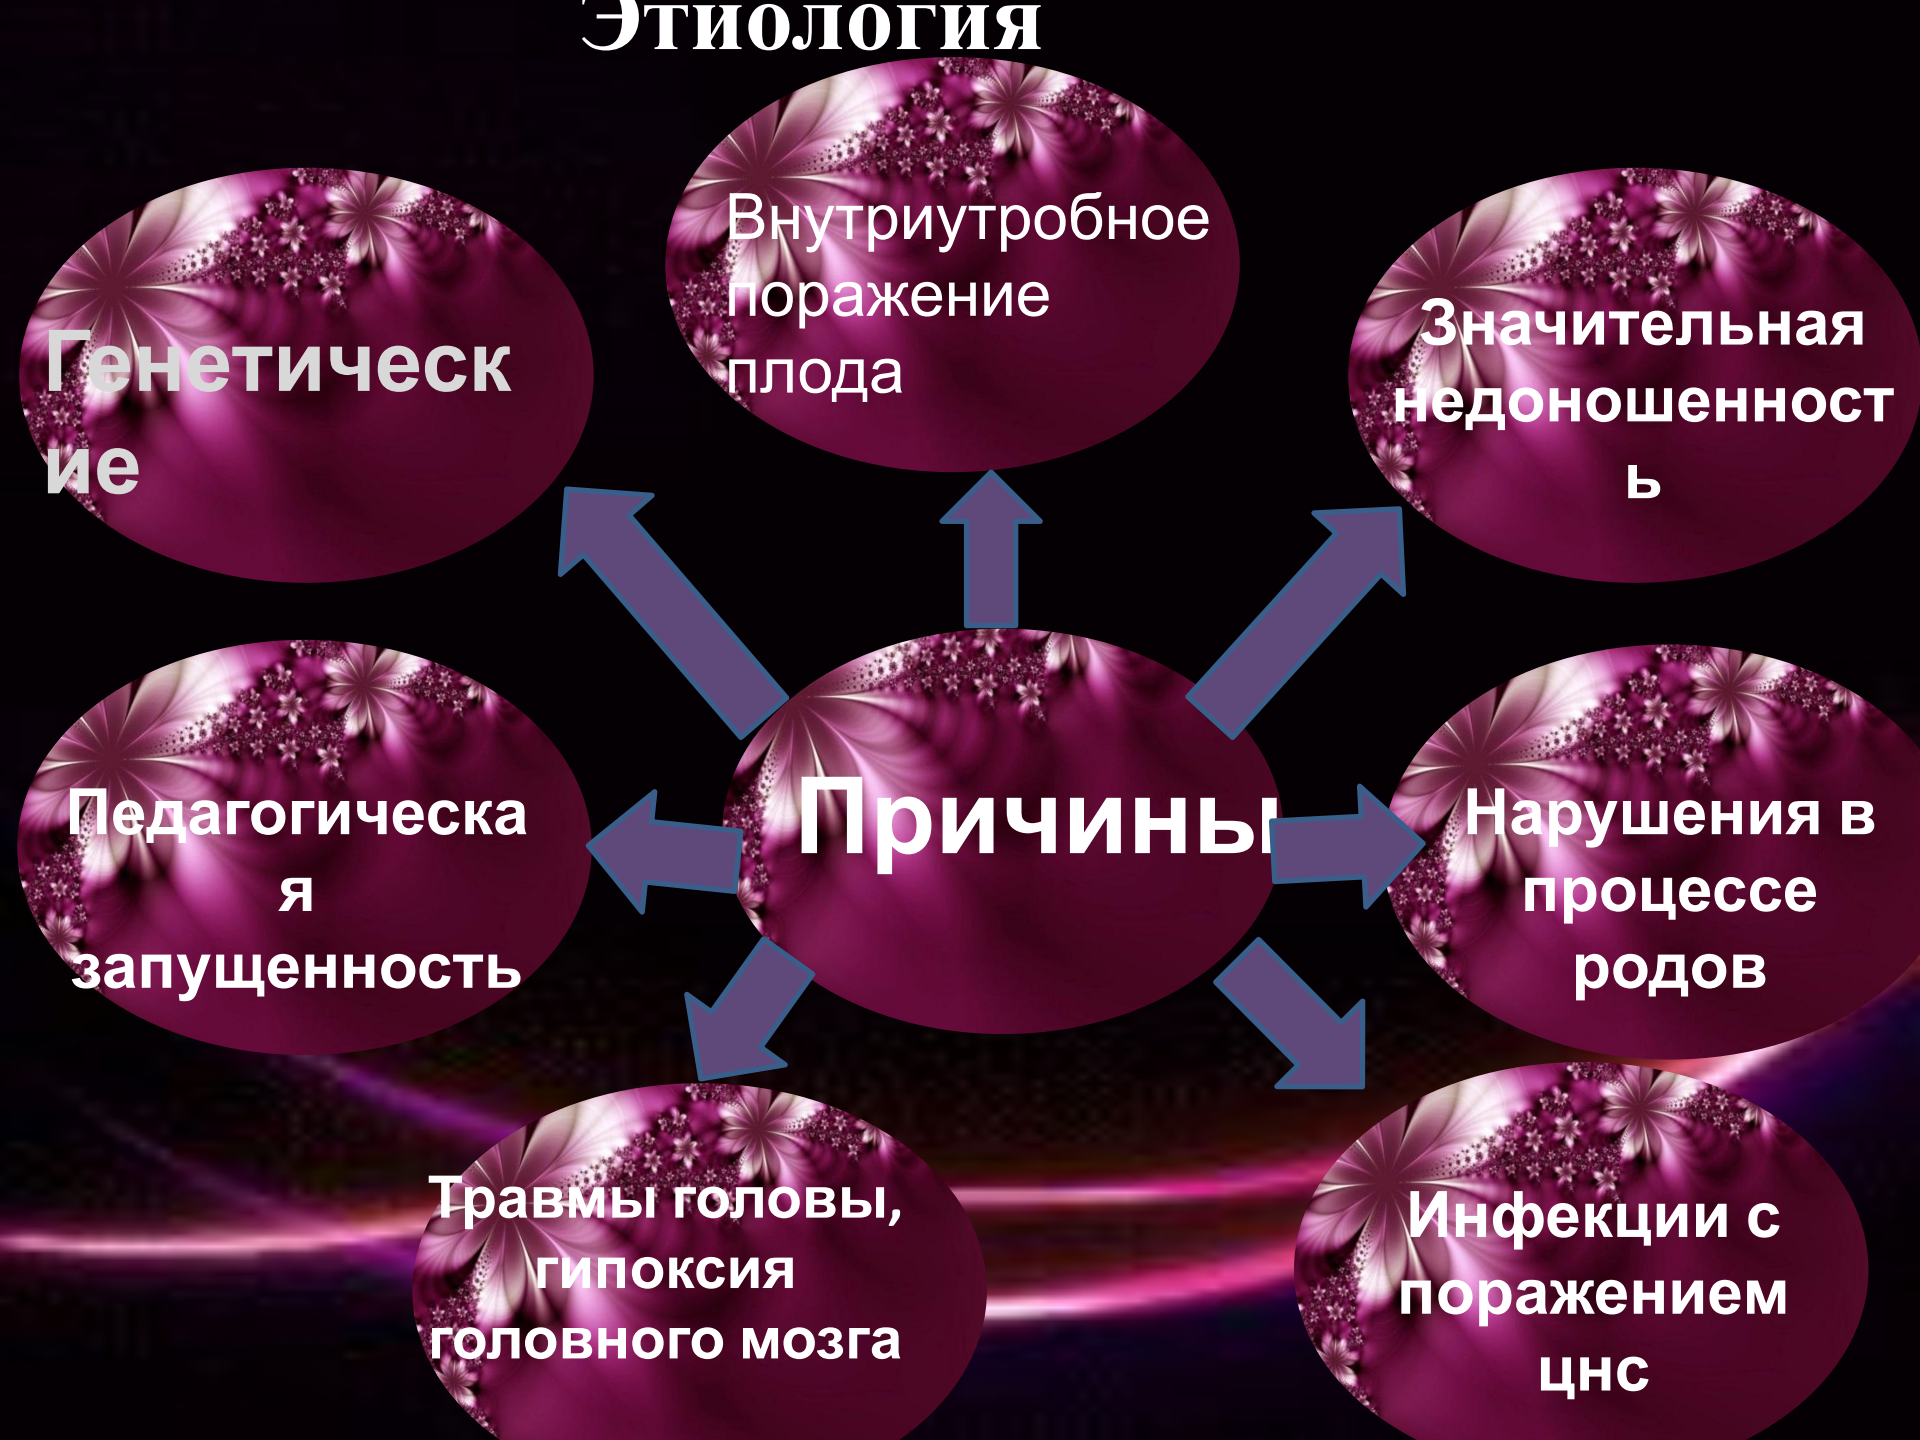 Этиология
Внутриутробное
поражение
плода
Генетическ
ие
Значительная
недоношенност
ь
Причины
Педагогическа
я
запущенность
Нарушения в
процессе
родов
Травмы головы,
гипоксия
головного мозга
Инфекции с
поражением
цнс